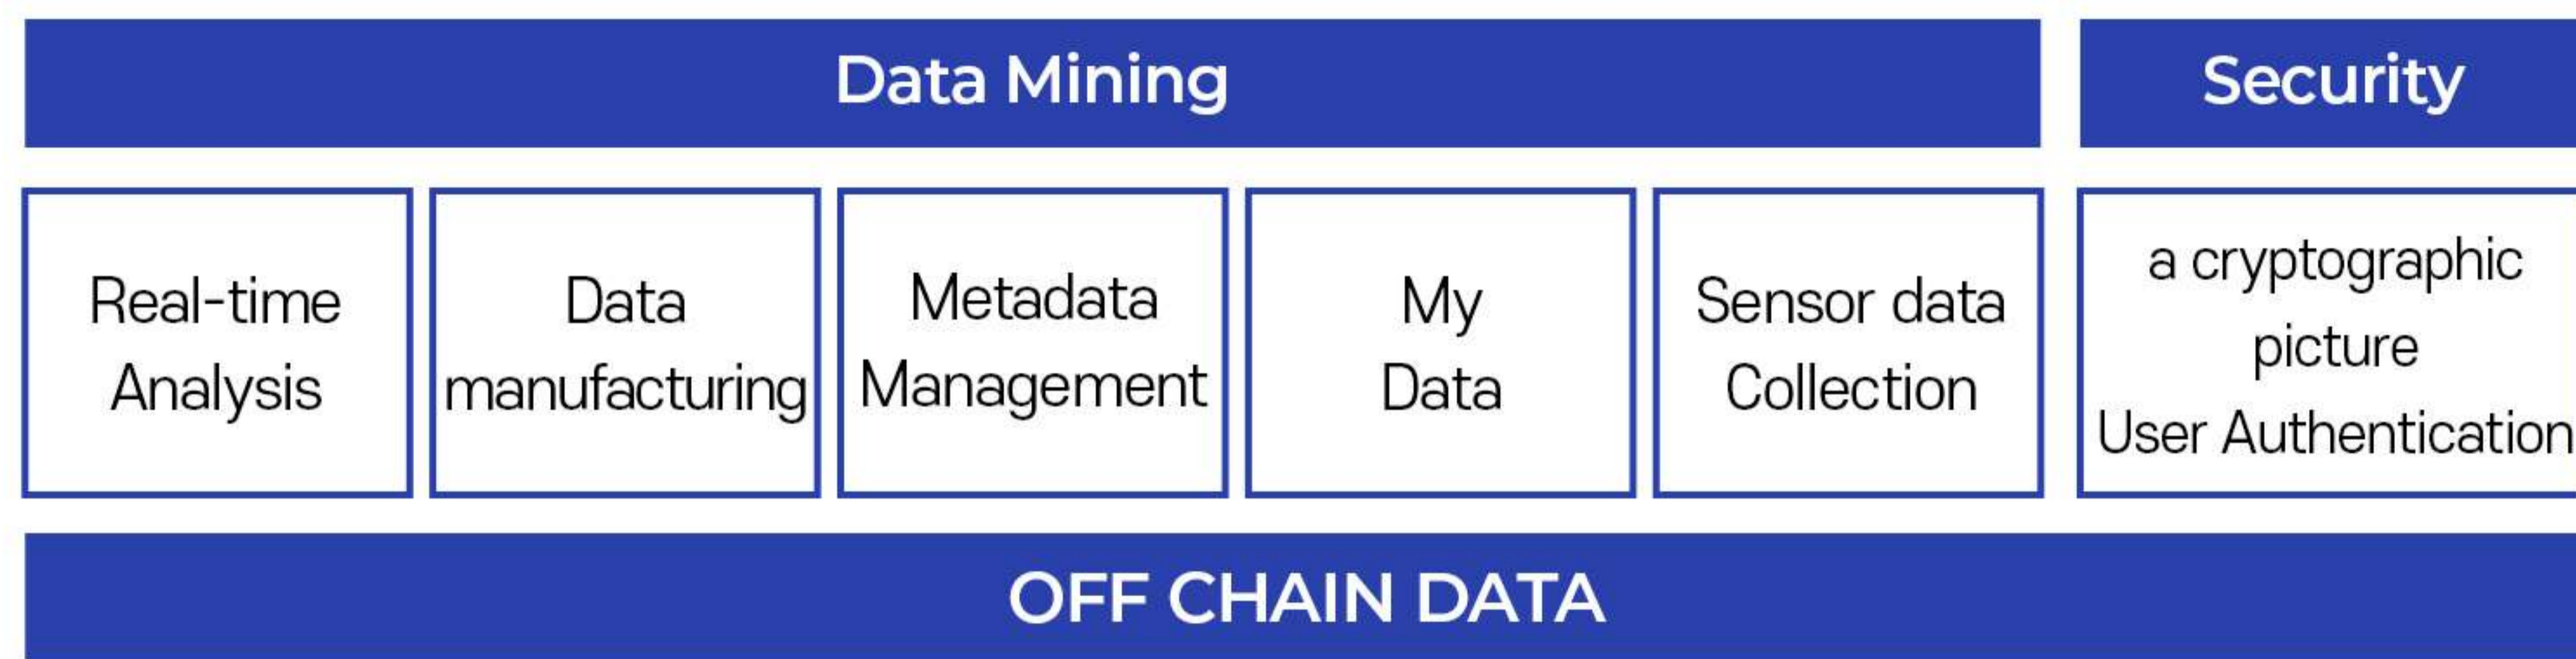 Data Mining
Security
Real-time
Analysis
Data
manufacturing
Metadata
Management
My
Data
Sensor data
Collection
a cryptographic
picture
User Authentication
OFF CHAIN DATA